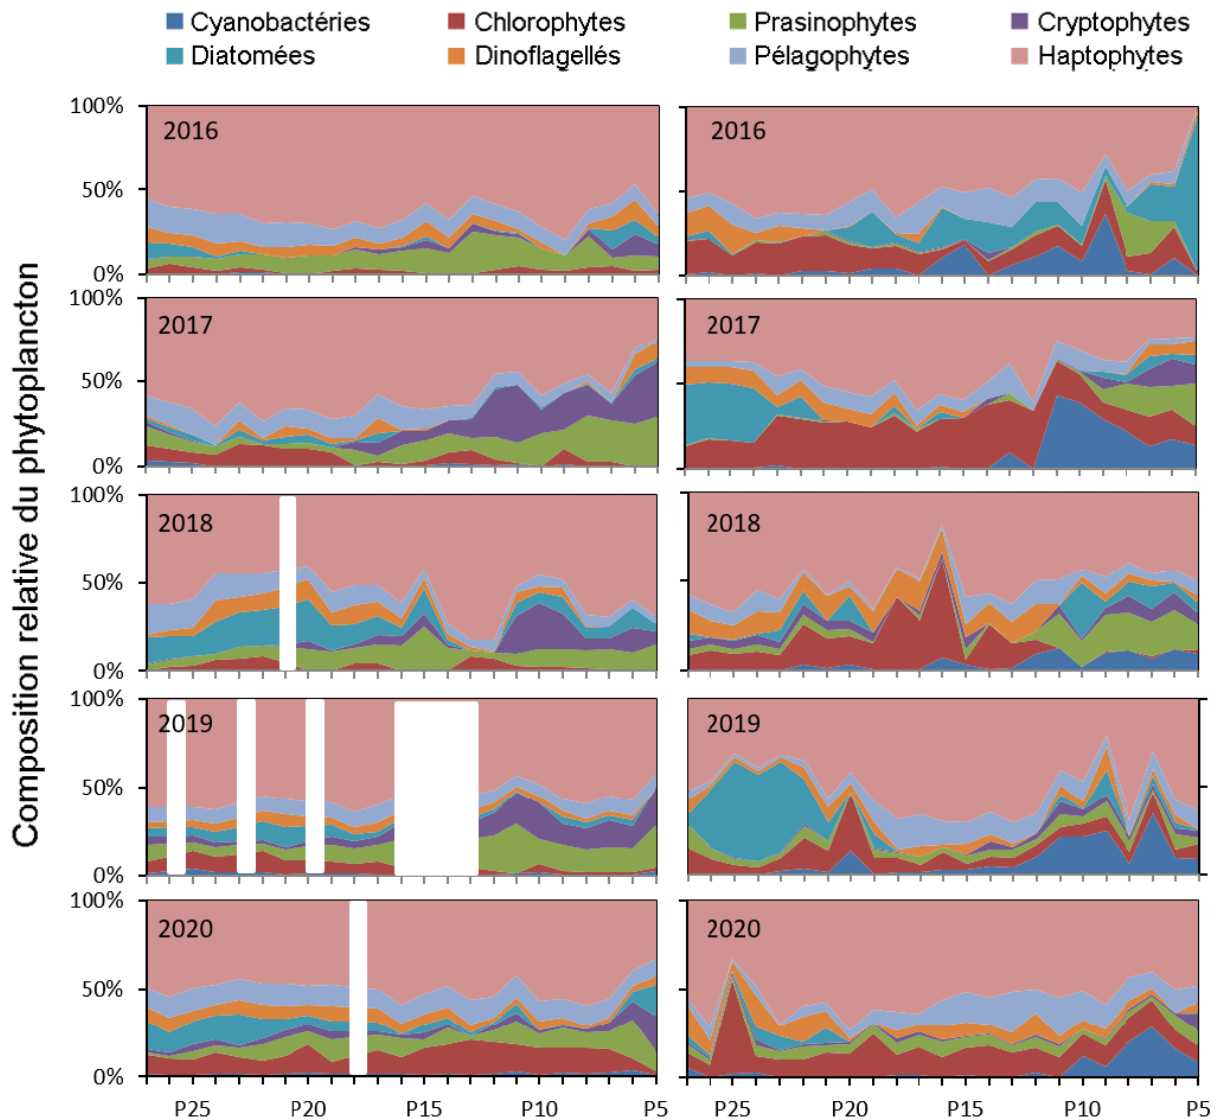 Cyanobactéries Chlorophytes Prasinophytes Cryptophytes
Diatomées Dinoflagellés Pélagophytes Haptophytes
Composition relative du phytoplancton
100% 2016 2016
50%
0%
100% 2017 2017
50%
0%
100% 2018 2018
50%
0%
100% 2019 2019
50%
0%
100% 2020 2020
50%
0%
P25 P20 P15 P10 P5 P25 P20 P15 P10 P5